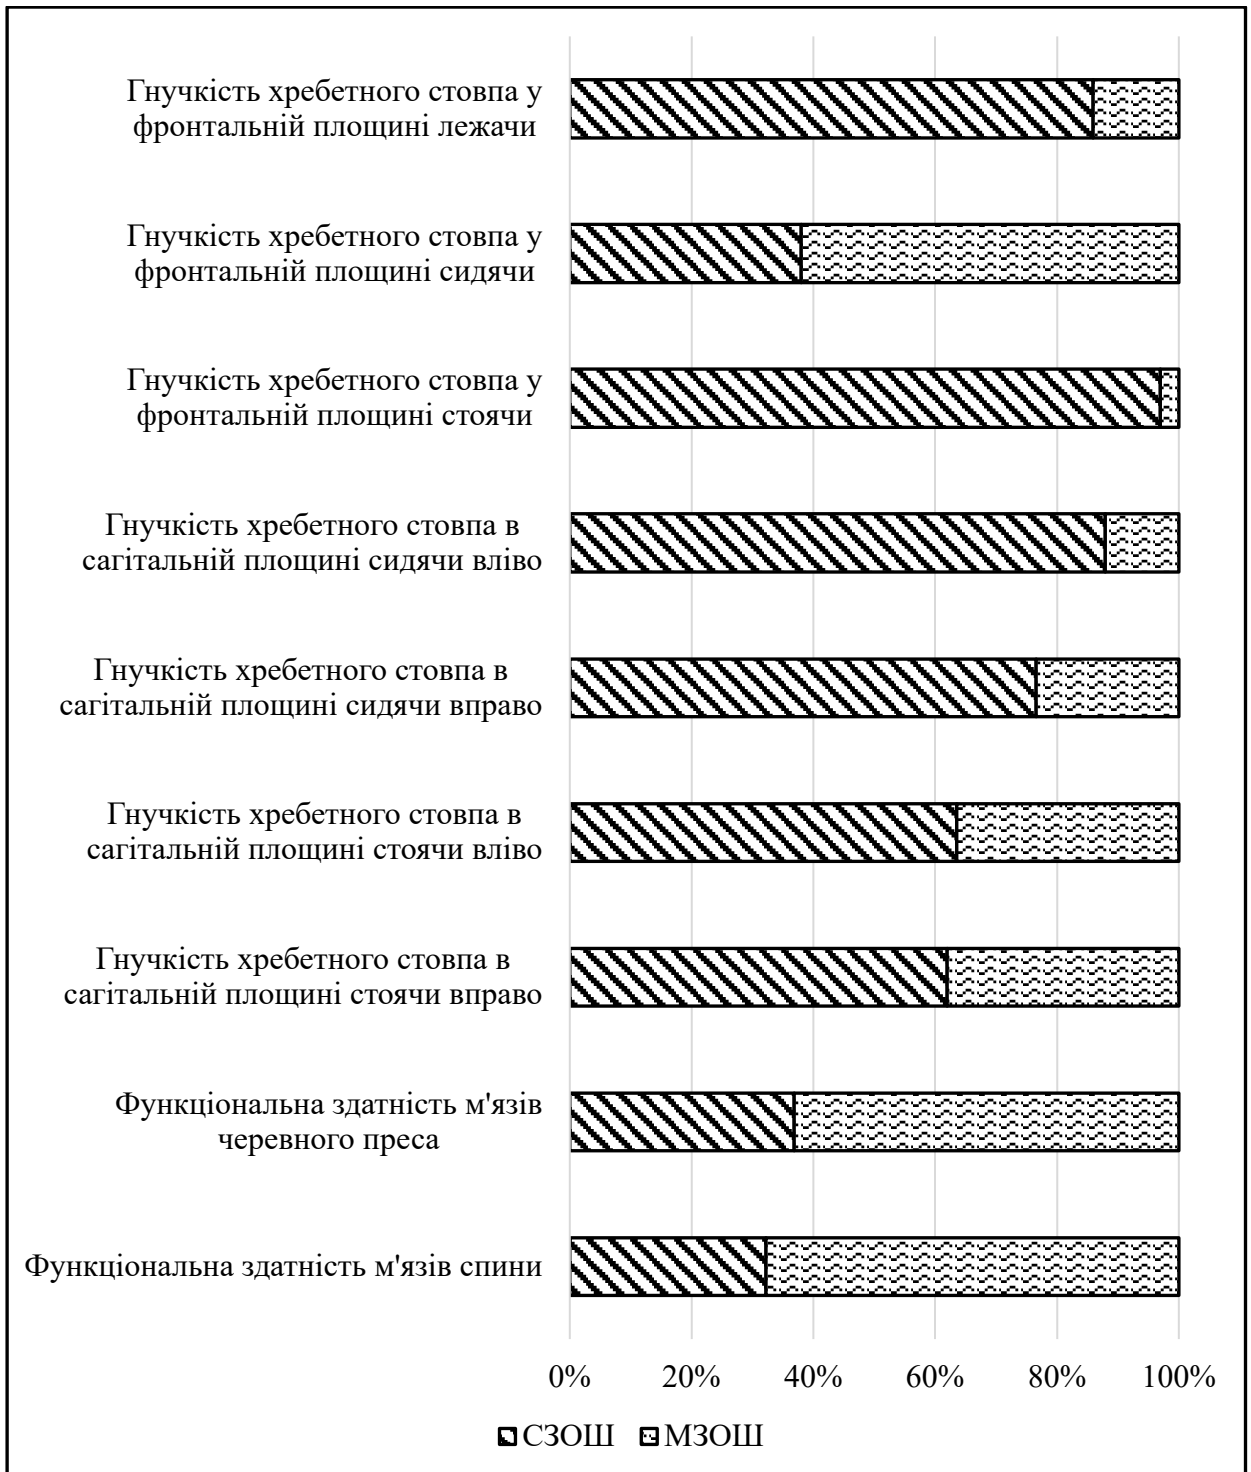 Гнучкість хребетного стовпа у
фронтальній площині лежачи
Гнучкість хребетного стовпа у
фронтальній площині сидячи
Гнучкість хребетного стовпа у
фронтальній площині стоячи
Гнучкість хребетного стовпа в
сагітальній площині сидячи вліво
Гнучкість хребетного стовпа в
сагітальній площині сидячи вправо
Гнучкість хребетного стовпа в
сагітальній площині стоячи вліво
Гнучкість хребетного стовпа в
сагітальній площині стоячи вправо
Функціональна здатність м'язів
черевного преса
Функціональна здатність м'язів спини
0% 20% 40% 60% 80% 100%
СЗОШ МЗОШ